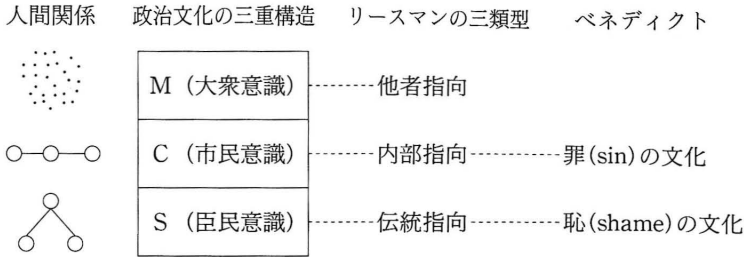 人間関係 政治文化の三重構造 リースマンの三類型 ベネディクト
M（大衆意識） 他者指向
C（市民意識） 内部指向 罪(sin)の文化
S（臣民意識） 伝統指向 恥(shame)の文化